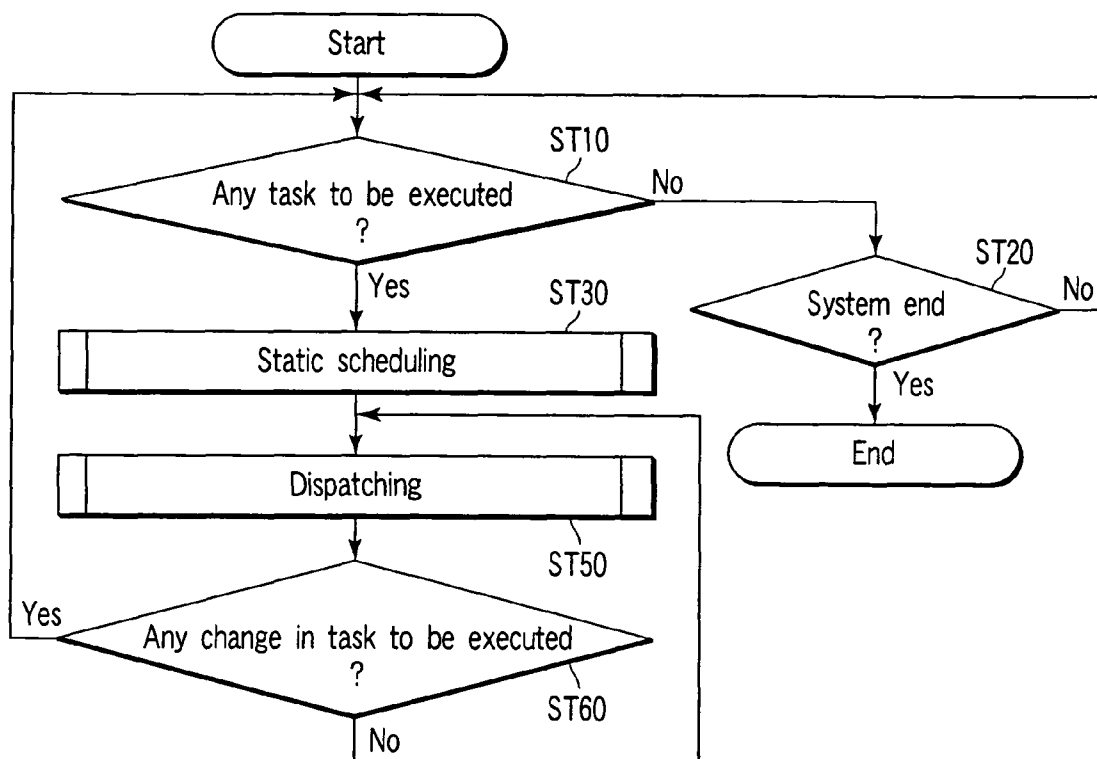 Start
ST10
Any task to be executed
?
No
Yes
ST20
System end
?
No
Yes
End
ST30
Static scheduling
Dispatching
ST50
Yes
Any change in task to be executed
?
ST60
No